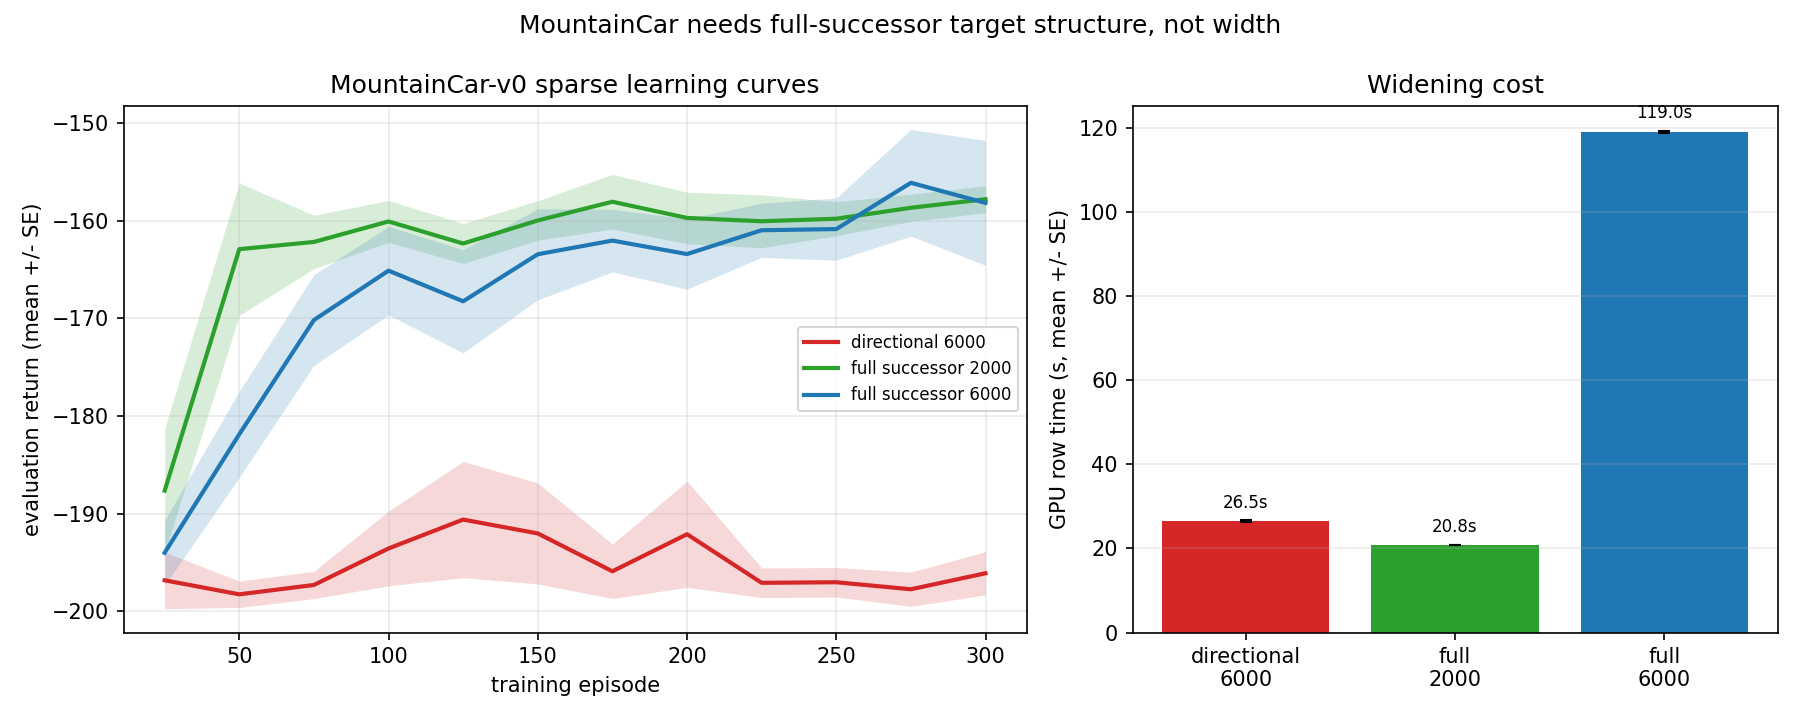 MountainCar needs full-successor target structure, not width
MountainCar-v0 sparse learning curves
evaluation return (mean +/- SE)
−150
−160
−170
−180
−190
−200
50
100
150
200
250
300
training episode
directional 6000
full successor 2000
full successor 6000
Widening cost
GPU row time (s, mean +/- SE)
120
100
80
60
40
20
0
26.5s
20.8s
119.0s
directional
6000
full
2000
full
6000